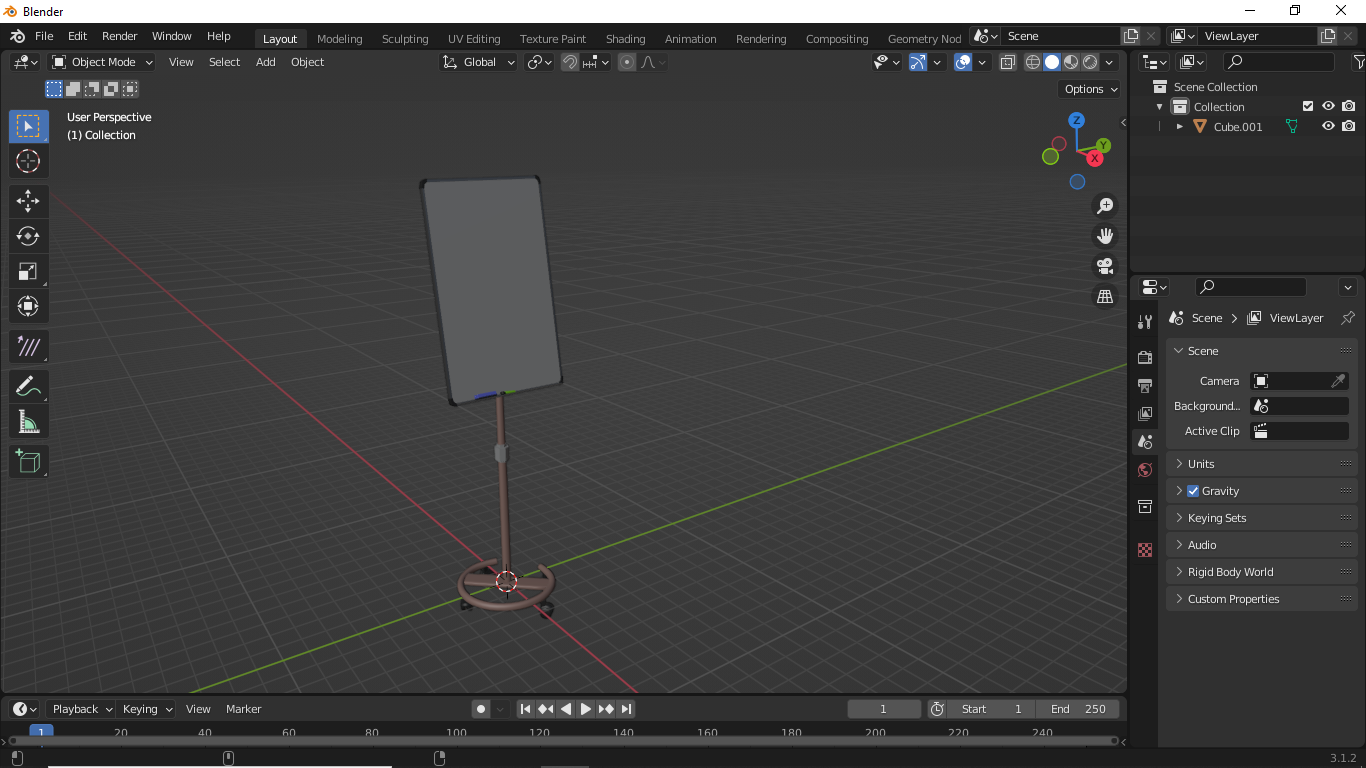 Blender
File Edit Render Window Help Layout Modeling Sculpting UV Editing Texture Paint Shading Animation Rendering Compositing Geometry Nod Scene ViewLayer
Object Mode View Select Add Object Global
Options
User Perspective
(1) Collection
Z
Y
X
Scene Collection
Collection
Cube.001
Scene > ViewLayer
Scene
Camera
Background...
Active Clip
Units
Gravity
Keying Sets
Audio
Rigid Body World
Custom Properties
Playback Keying View Marker 1 Start 1 End 250
1 20 40 60 80 100 120 140 160 180 200 220 240
3.1.2